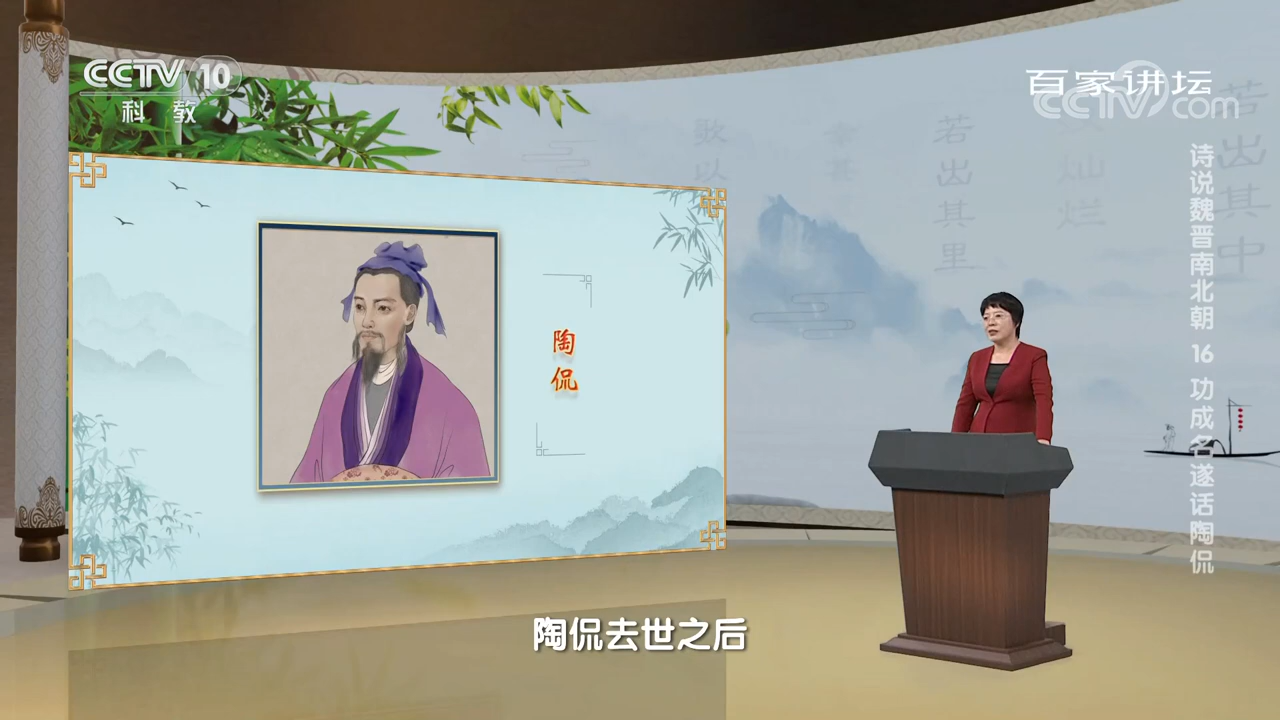 CCTV 10
科 教
百家讲坛
CCTV.com
诗说魏晋南北朝 16 功成名遂话陶侃
陶侃
若出其里
若出其中
灿烂
歌以
陶侃去世之后